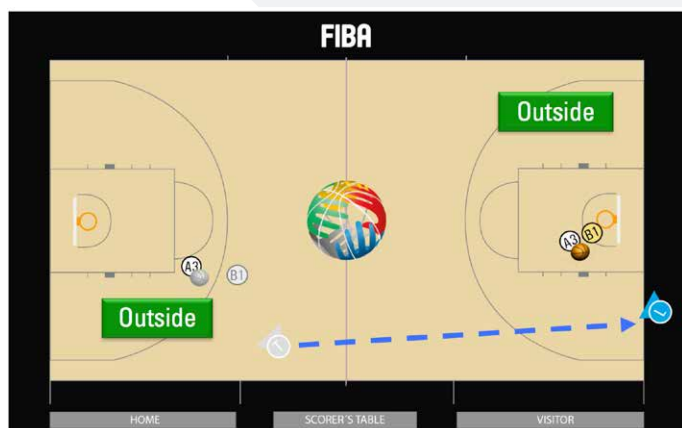 FIBA
Outside
A3
B1
A3
B1
Outside
HOME
SCORER'S TABLE
VISITOR